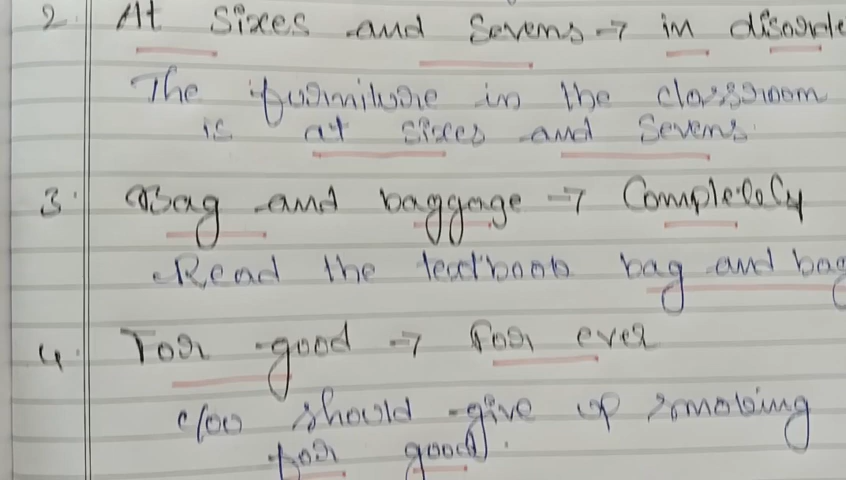 2. At sixes and Sevens → in disorde
The furniture in the classroom
is at sixes and Sevens.
3. Bag and baggage → Completely
Read the textbook bag and bag
4. For good → For ever
You should give up smoking
for good.